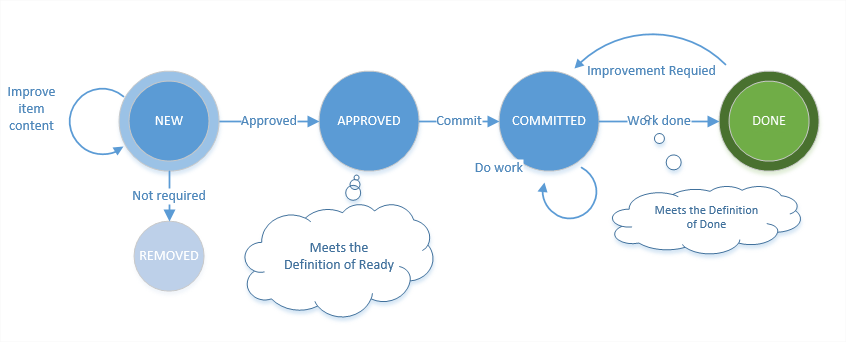 Improve
item
content
NEW
Approved
APPROVED
Commit
COMMITTED
Improvement Requied
Work done
DONE
Do work
Not required
REMOVED
Meets the
Definition of Ready
Meets the Definition
of Done